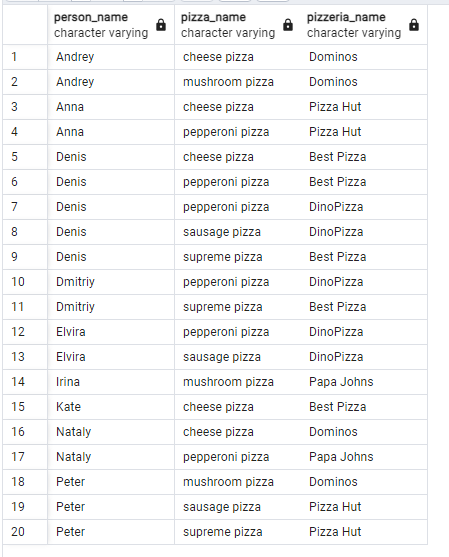 person_name pizza_name pizzeria_name
character varying character varying character varying
1 Andrey cheese pizza Dominos
2 Andrey mushroom pizza Dominos
3 Anna cheese pizza Pizza Hut
4 Anna pepperoni pizza Pizza Hut
5 Denis cheese pizza Best Pizza
6 Denis pepperoni pizza Best Pizza
7 Denis pepperoni pizza DinoPizza
8 Denis sausage pizza DinoPizza
9 Denis supreme pizza Best Pizza
10 Dmitriy pepperoni pizza DinoPizza
11 Dmitriy supreme pizza Best Pizza
12 Elvira pepperoni pizza DinoPizza
13 Elvira sausage pizza DinoPizza
14 Irina mushroom pizza Papa Johns
15 Kate cheese pizza Best Pizza
16 Nataly cheese pizza Dominos
17 Nataly pepperoni pizza Papa Johns
18 Peter mushroom pizza Dominos
19 Peter sausage pizza Pizza Hut
20 Peter supreme pizza Pizza Hut